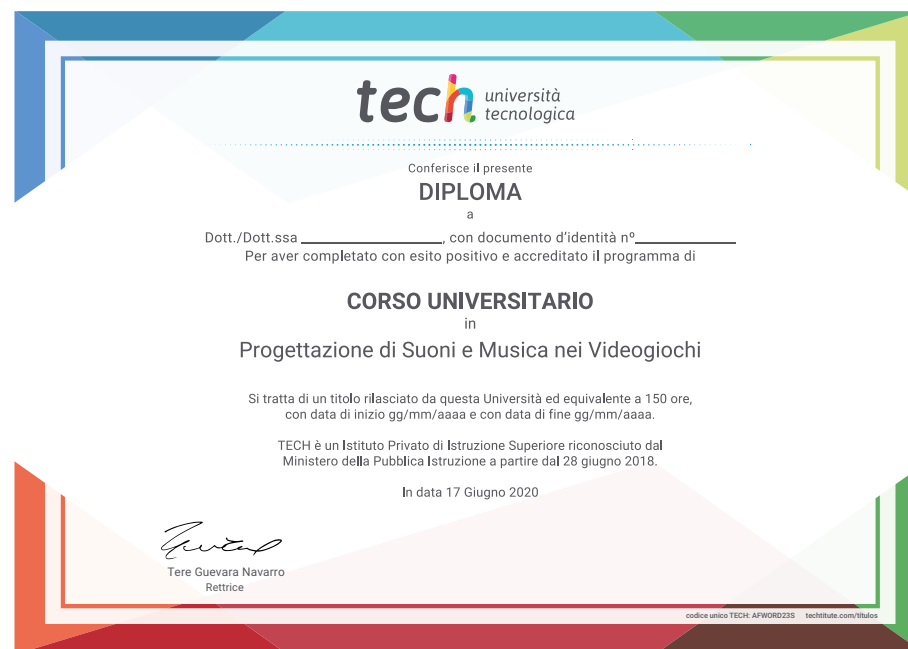 tech università
tecnologica
Conferisce il presente
DIPLOMA
a
Dott./Dott.ssa ____________________, con documento d'identità nº______________
Per aver completato con esito positivo e accreditato il programma di
CORSO UNIVERSITARIO
in
Progettazione di Suoni e Musica nei Videogiochi
Si tratta di un titolo rilasciato da questa Università ed equivalente a 150 ore,
con data di inizio gg/mm/aaaa e con data di fine gg/mm/aaaa.
TECH è un Istituto Privato di Istruzione Superiore riconosciuto dal
Ministero della Pubblica Istruzione a partire dal 28 giugno 2018.
In data 17 Giugno 2020
Tere Guevara Navarro
Rettrice
codice unico TECH: AFWORD23S techtitute.com/titulos